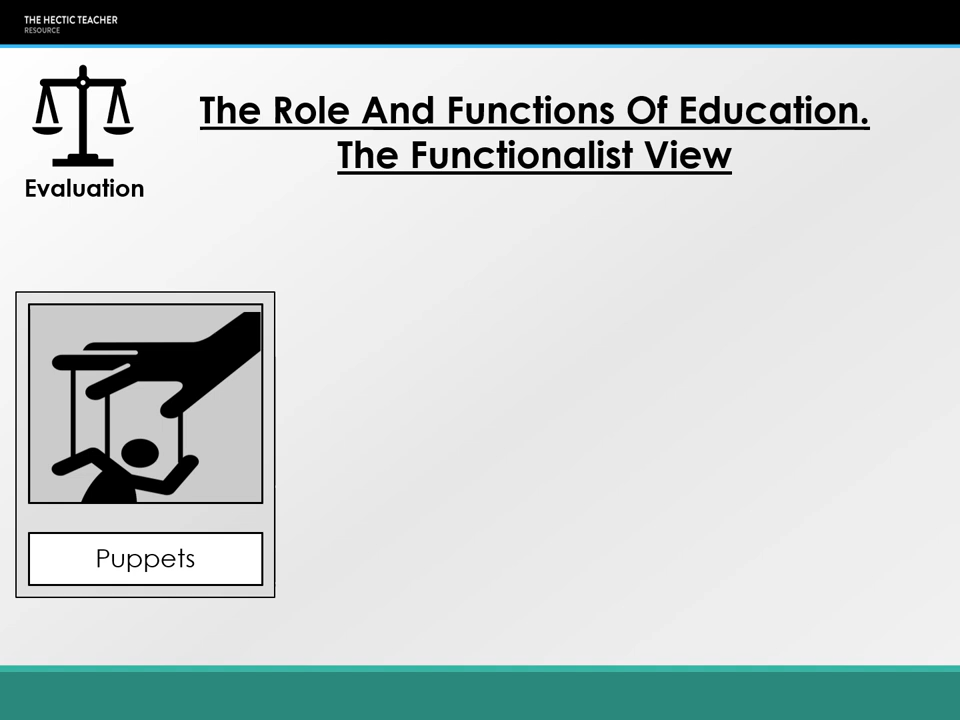 THE HECTIC TEACHER
RESOURCE
The Role And Functions Of Education.
The Functionalist View
Evaluation
Puppets